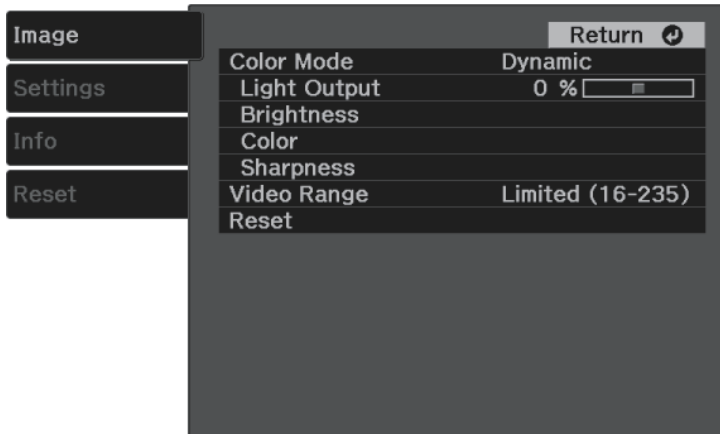 Image
Settings
Info
Reset
Return
Color Mode Dynamic
Light Output 0 %
Brightness
Color
Sharpness
Video Range Limited (16-235)
Reset